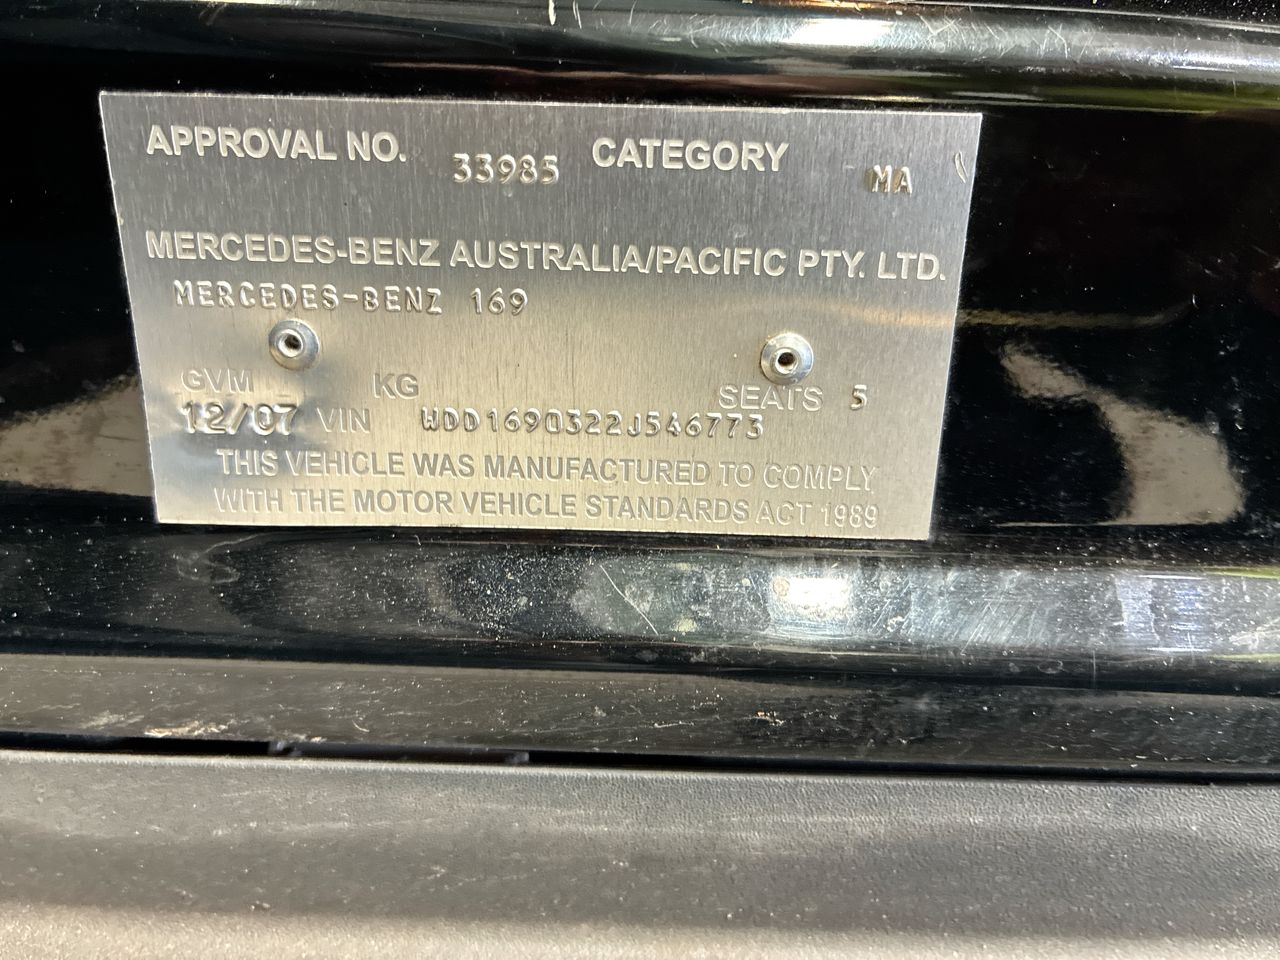 APPROVAL NO. 33985 CATEGORY MA
MERCEDES-BENZ AUSTRALIA/PACIFIC PTY. LTD.
MERCEDES-BENZ 169
GVM KG SEATS 5
12/07 VIN WDD1690322J546773
THIS VEHICLE WAS MANUFACTURED TO COMPLY
WITH THE MOTOR VEHICLE STANDARDS ACT 1989